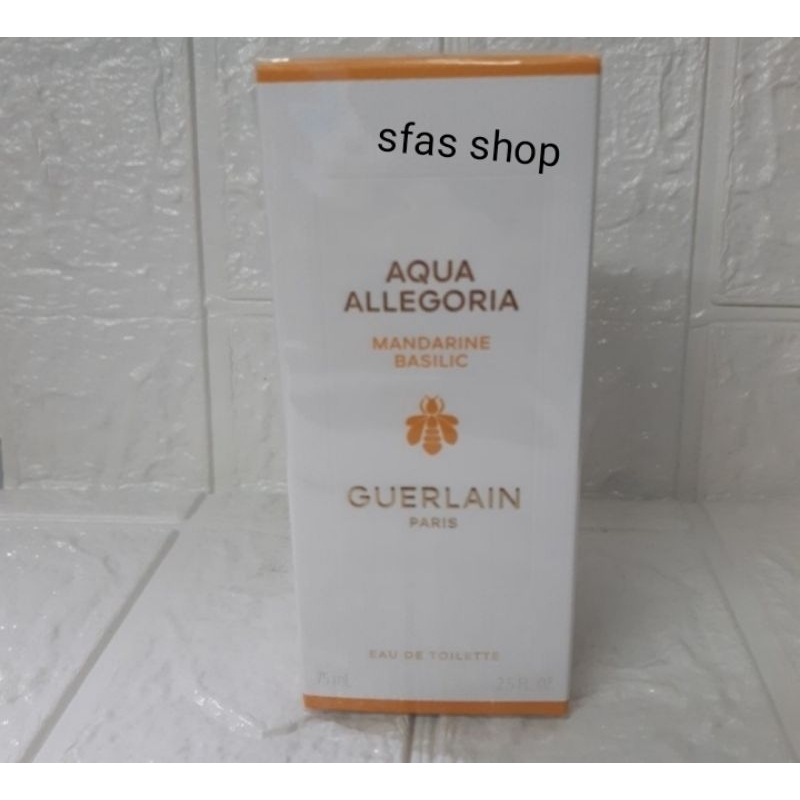 sfas shop
AQUA
ALLEGORIA
MANDARINE
BASILIC
GUERLAIN
PARIS
EAU DE TOILETTE
75 mL 2.5 FL. OZ